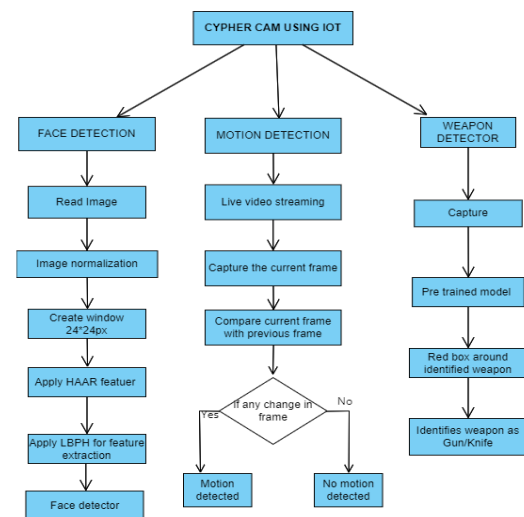 CYPHER CAM USING IOT
FACE DETECTION
Read Image
Image normalization
Create window
24*24px
Apply HAAR featuer
Apply LBPH for feature
extraction
Face detector
MOTION DETECTION
Live video streaming
Capture the current frame
Compare current frame
with previous frame
If any change in
frame
Yes
No
Motion
detected
No motion
detected
WEAPON
DETECTOR
Capture
Pre trained model
Red box around
identified weapon
Identifies weapon as
Gun/Knife